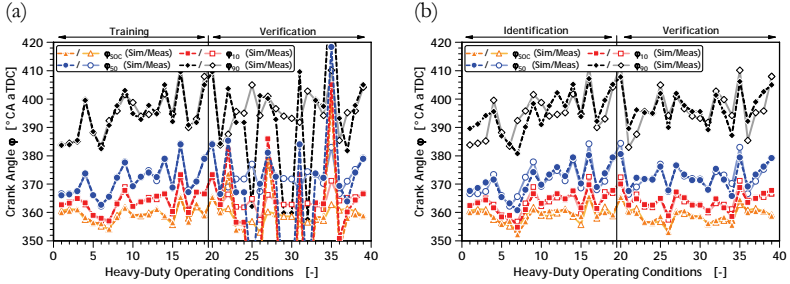 (a)
Training Verification
420
410
400
390
380
370
360
350
Crank Angle φ [°CA aTDC]
/ φSOC (Sim/Meas) / φ10 (Sim/Meas)
/ φ50 (Sim/Meas) / φ90 (Sim/Meas)
0 5 10 15 20 25 30 35 40
Heavy-Duty Operating Conditions [-]
(b)
Identification Verification
420
410
400
390
380
370
360
350
Crank Angle φ [°CA aTDC]
/ φSOC (Sim/Meas) / φ10 (Sim/Meas)
/ φ50 (Sim/Meas) / φ90 (Sim/Meas)
0 5 10 15 20 25 30 35 40
Heavy-Duty Operating Conditions [-]